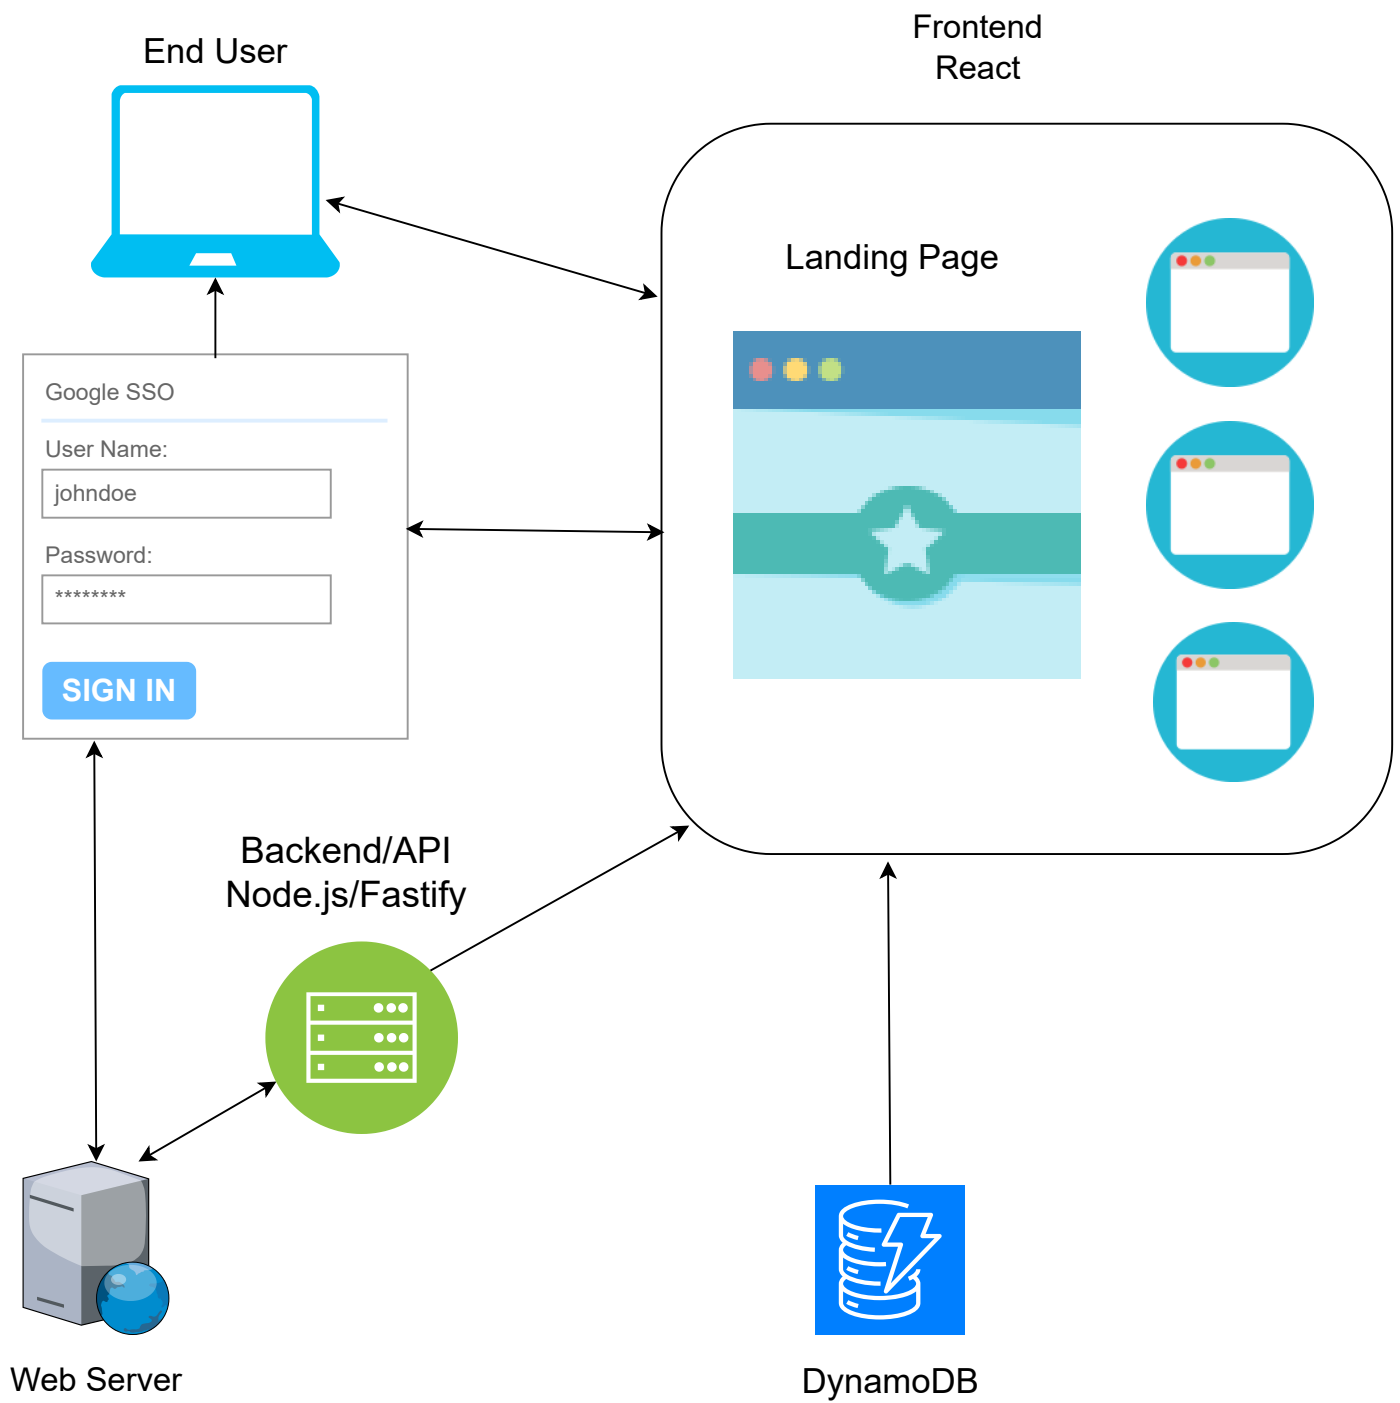 End User
Frontend
React
Landing Page
Google SSO
User Name:
johndoe
Password:
********
SIGN IN
Backend/API
Node.js/Fastify
Web Server
DynamoDB